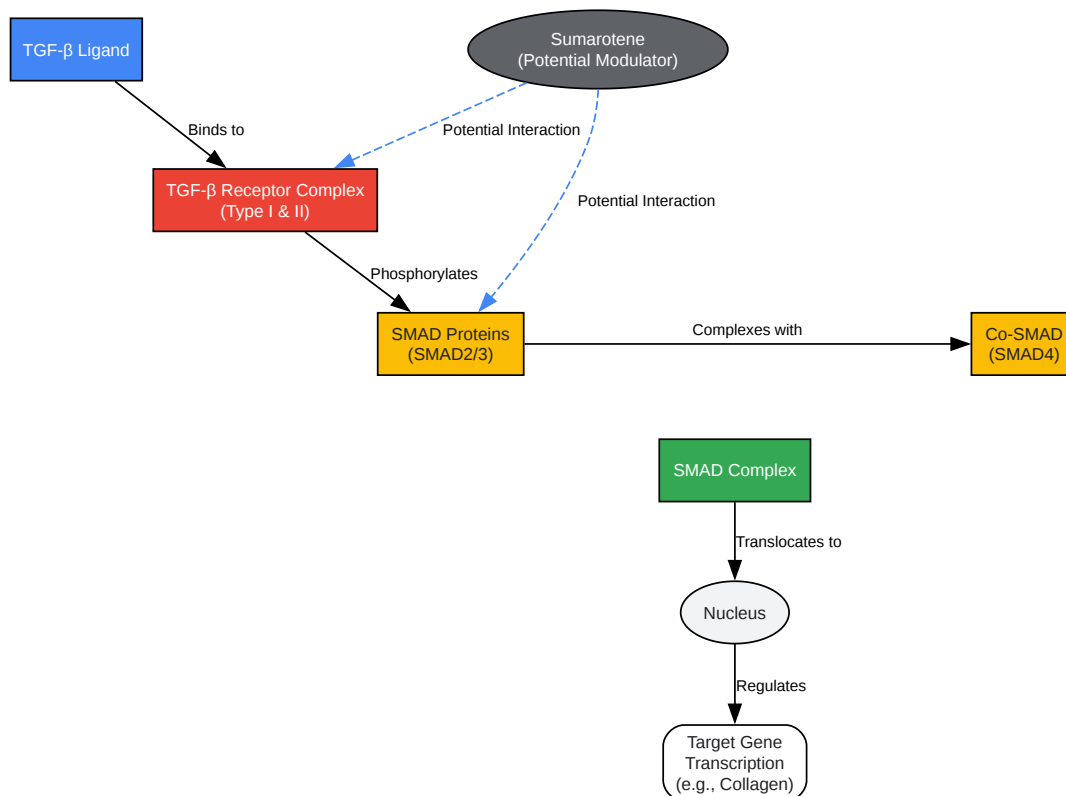 TGF-β Ligand
Sumarotene
(Potential Modulator)
Binds to
Potential Interaction
TGF-β Receptor Complex
(Type I & II)
Potential Interaction
Phosphorylates
SMAD Proteins
(SMAD2/3)
Complexes with
Co-SMAD
(SMAD4)
SMAD Complex
Translocates to
Nucleus
Regulates
Target Gene
Transcription
(e.g., Collagen)